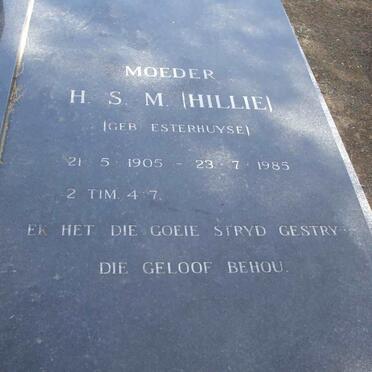 MOEDER
H. S. M. (HILLIE)
(GEB ESTERHUYSE)
21 · 5 · 1905 - 23 · 7 · 1985
2 TIM. 4:7.
EK HET DIE GOEIE STRYD GESTRY -
DIE GELOOF BEHOU.